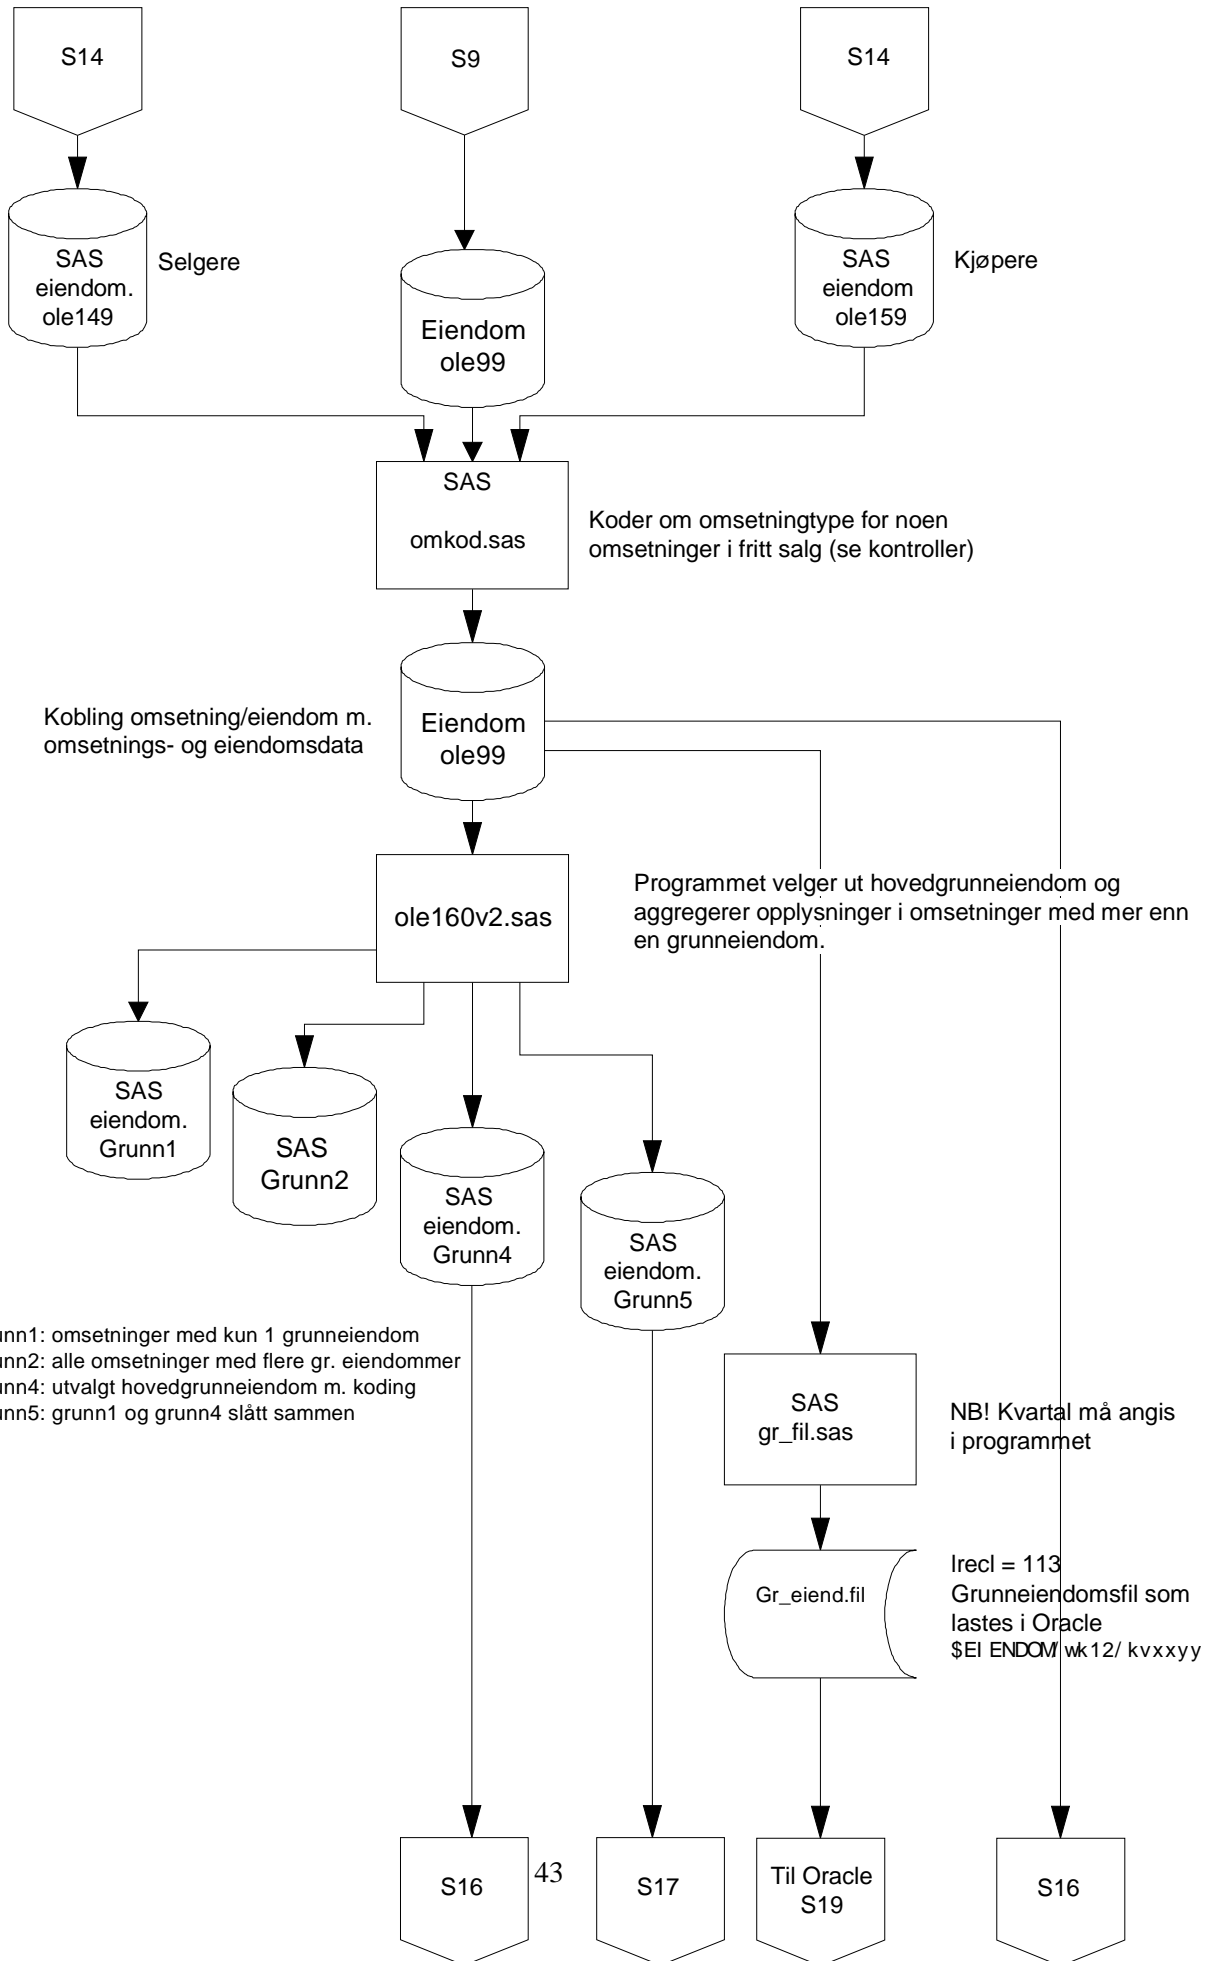 S14
S9
S14
SAS
eiendom.
ole149
Selgere
Eiendom
ole99
SAS
eiendom
ole159
Kjøpere
SAS
omkod.sas
Koder om omsetningtype for noen
omsetninger i fritt salg (se kontroller)
Kobling omsetning/eiendom m.
omsetnings- og eiendomsdata
Eiendom
ole99
ole160v2.sas
Programmet velger ut hovedgrunneiendom og
aggregerer opplysninger i omsetninger med mer enn
en grunneiendom.
SAS
eiendom.
Grunn1
SAS
Grunn2
SAS
eiendom.
Grunn4
SAS
eiendom.
Grunn5
unn1: omsetninger med kun 1 grunneiendom
unn2: alle omsetninger med flere gr. eiendommer
unn4: utvalgt hovedgrunneiendom m. koding
unn5: grunn1 og grunn4 slått sammen
SAS
gr_fil.sas
NB! Kvartal må angis
i programmet
Gr_eiend.fil
lrecl = 113
Grunneiendomsfil som
lastes i Oracle
$EIENDOM/wk12/kvxxyy
S16
43
S17
Til Oracle
S19
S16